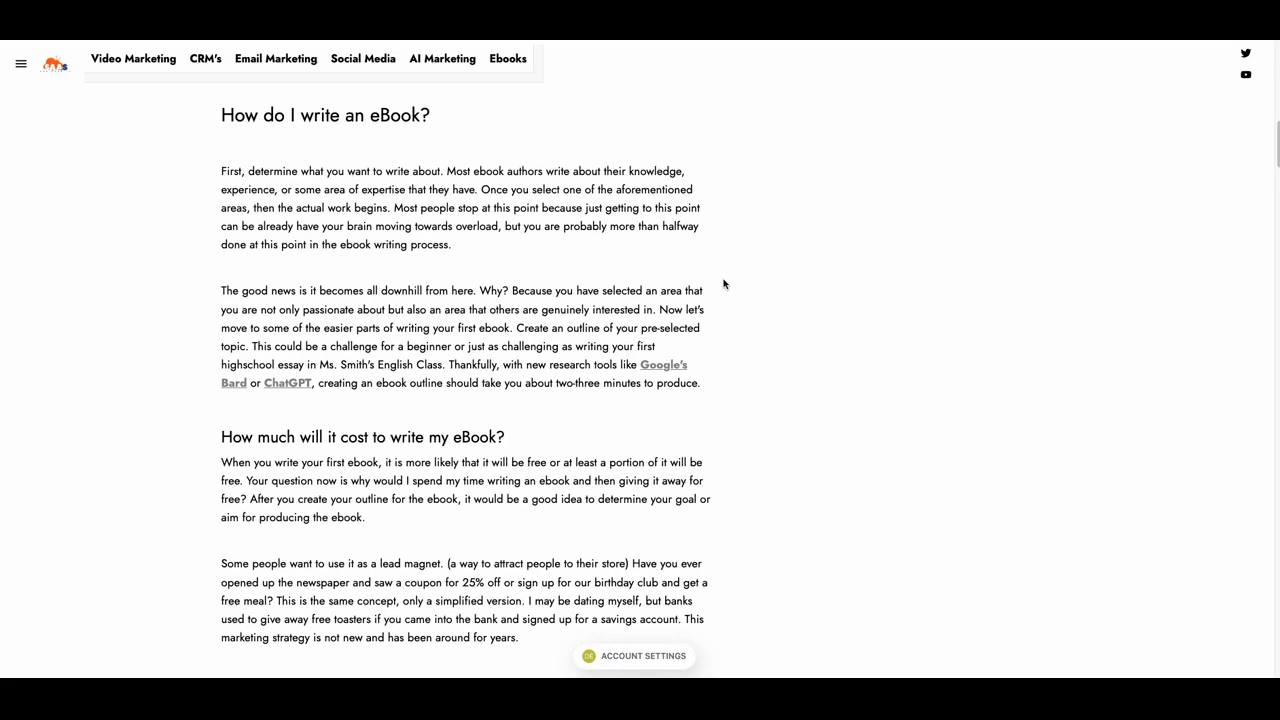 Video Marketing CRM's Email Marketing Social Media AI Marketing Ebooks
How do I write an eBook?
First, determine what you want to write about. Most ebook authors write about their knowledge,
experience, or some area of expertise that they have. Once you select one of the aforementioned
areas, then the actual work begins. Most people stop at this point because just getting to this point
can be already have your brain moving towards overload, but you are probably more than halfway
done at this point in the ebook writing process.
The good news is it becomes all downhill from here. Why? Because you have selected an area that
you are not only passionate about but also an area that others are genuinely interested in. Now let's
move to some of the easier parts of writing your first ebook. Create an outline of your pre-selected
topic. This could be a challenge for a beginner or just as challenging as writing your first
highschool essay in Ms. Smith's English Class. Thankfully, with new research tools like Google's
Bard or ChatGPT, creating an ebook outline should take you about two-three minutes to produce.
How much will it cost to write my eBook?
When you write your first ebook, it is more likely that it will be free or at least a portion of it will be
free. Your question now is why would I spend my time writing an ebook and then giving it away for
free? After you create your outline for the ebook, it would be a good idea to determine your goal or
aim for producing the ebook.
Some people want to use it as a lead magnet. (a way to attract people to their store) Have you ever
opened up the newspaper and saw a coupon for 25% off or sign up for our birthday club and get a
free meal? This is the same concept, only a simplified version. I may be dating myself, but banks
used to give away free toasters if you came into the bank and signed up for a savings account. This
marketing strategy is not new and has been around for years.
ACCOUNT SETTINGS